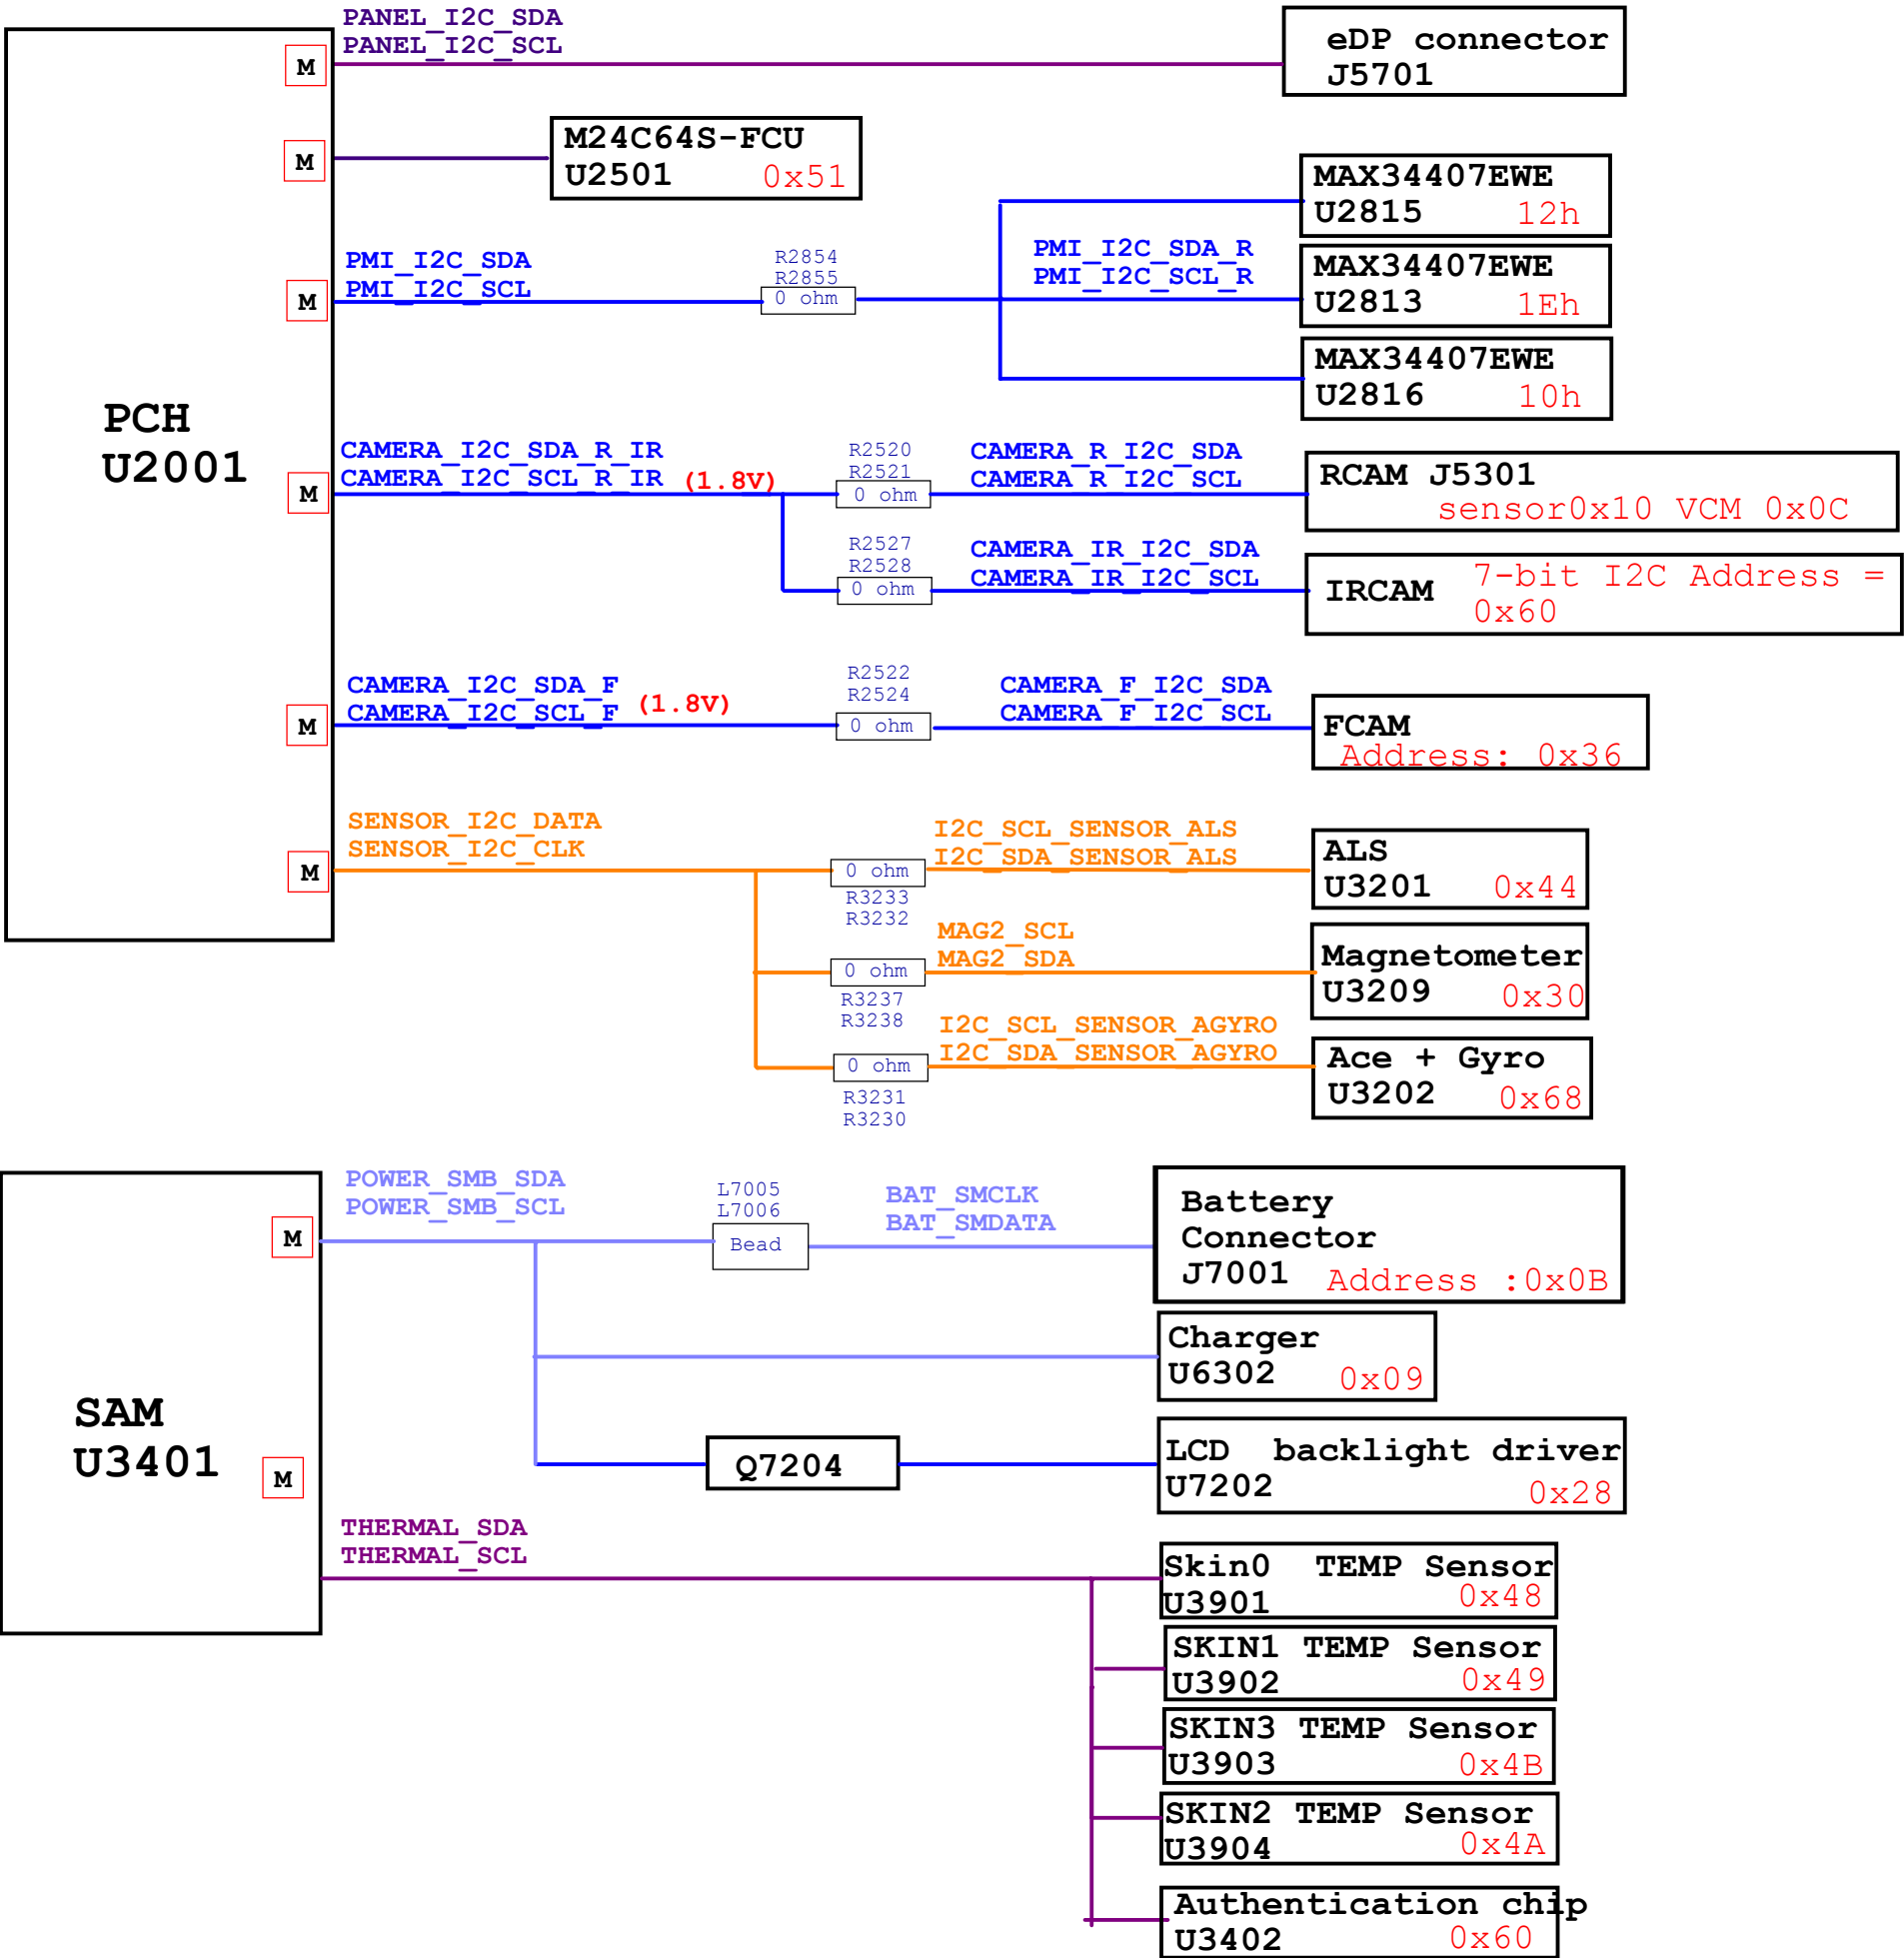 PANEL_I2C_SDA
PANEL_I2C_SCL
M
eDP connector
J5701
M
M24C64S-FCU
U2501 0x51
MAX34407EWE
U2815 12h
PMI_I2C_SDA
PMI_I2C_SCL
M
R2854
R2855
0 ohm
PMI_I2C_SDA_R
PMI_I2C_SCL_R
MAX34407EWE
U2813 1Eh
MAX34407EWE
U2816 10h
PCH
U2001
CAMERA_I2C_SDA_R_IR
CAMERA_I2C_SCL_R_IR (1.8V)
M
R2520
R2521
0 ohm
CAMERA_R_I2C_SDA
CAMERA_R_I2C_SCL
RCAM J5301
sensor0x10 VCM 0x0C
R2527
R2528
0 ohm
CAMERA_IR_I2C_SDA
CAMERA_IR_I2C_SCL
IRCAM 7-bit I2C Address =
0x60
CAMERA_I2C_SDA_F
CAMERA_I2C_SCL_F (1.8V)
M
R2522
R2524
0 ohm
CAMERA_F_I2C_SDA
CAMERA_F_I2C_SCL
FCAM
Address: 0x36
SENSOR_I2C_DATA
SENSOR_I2C_CLK
M
0 ohm
R3233
R3232
I2C_SCL_SENSOR_ALS
I2C_SDA_SENSOR_ALS
ALS
U3201 0x44
MAG2_SCL
MAG2_SDA
0 ohm
R3237
R3238
Magnetometer
U3209 0x30
I2C_SCL_SENSOR_AGYRO
I2C_SDA_SENSOR_AGYRO
0 ohm
R3231
R3230
Ace + Gyro
U3202 0x68
POWER_SMB_SDA
POWER_SMB_SCL
M
L7005
L7006
Bead
BAT_SMCLK
BAT_SMDATA
Battery
Connector
J7001 Address :0x0B
Charger
U6302 0x09
SAM
U3401
M
Q7204
LCD backlight driver
U7202 0x28
THERMAL_SDA
THERMAL_SCL
Skin0 TEMP Sensor
U3901 0x48
SKIN1 TEMP Sensor
U3902 0x49
SKIN3 TEMP Sensor
U3903 0x4B
SKIN2 TEMP Sensor
U3904 0x4A
Authentication chip
U3402 0x60